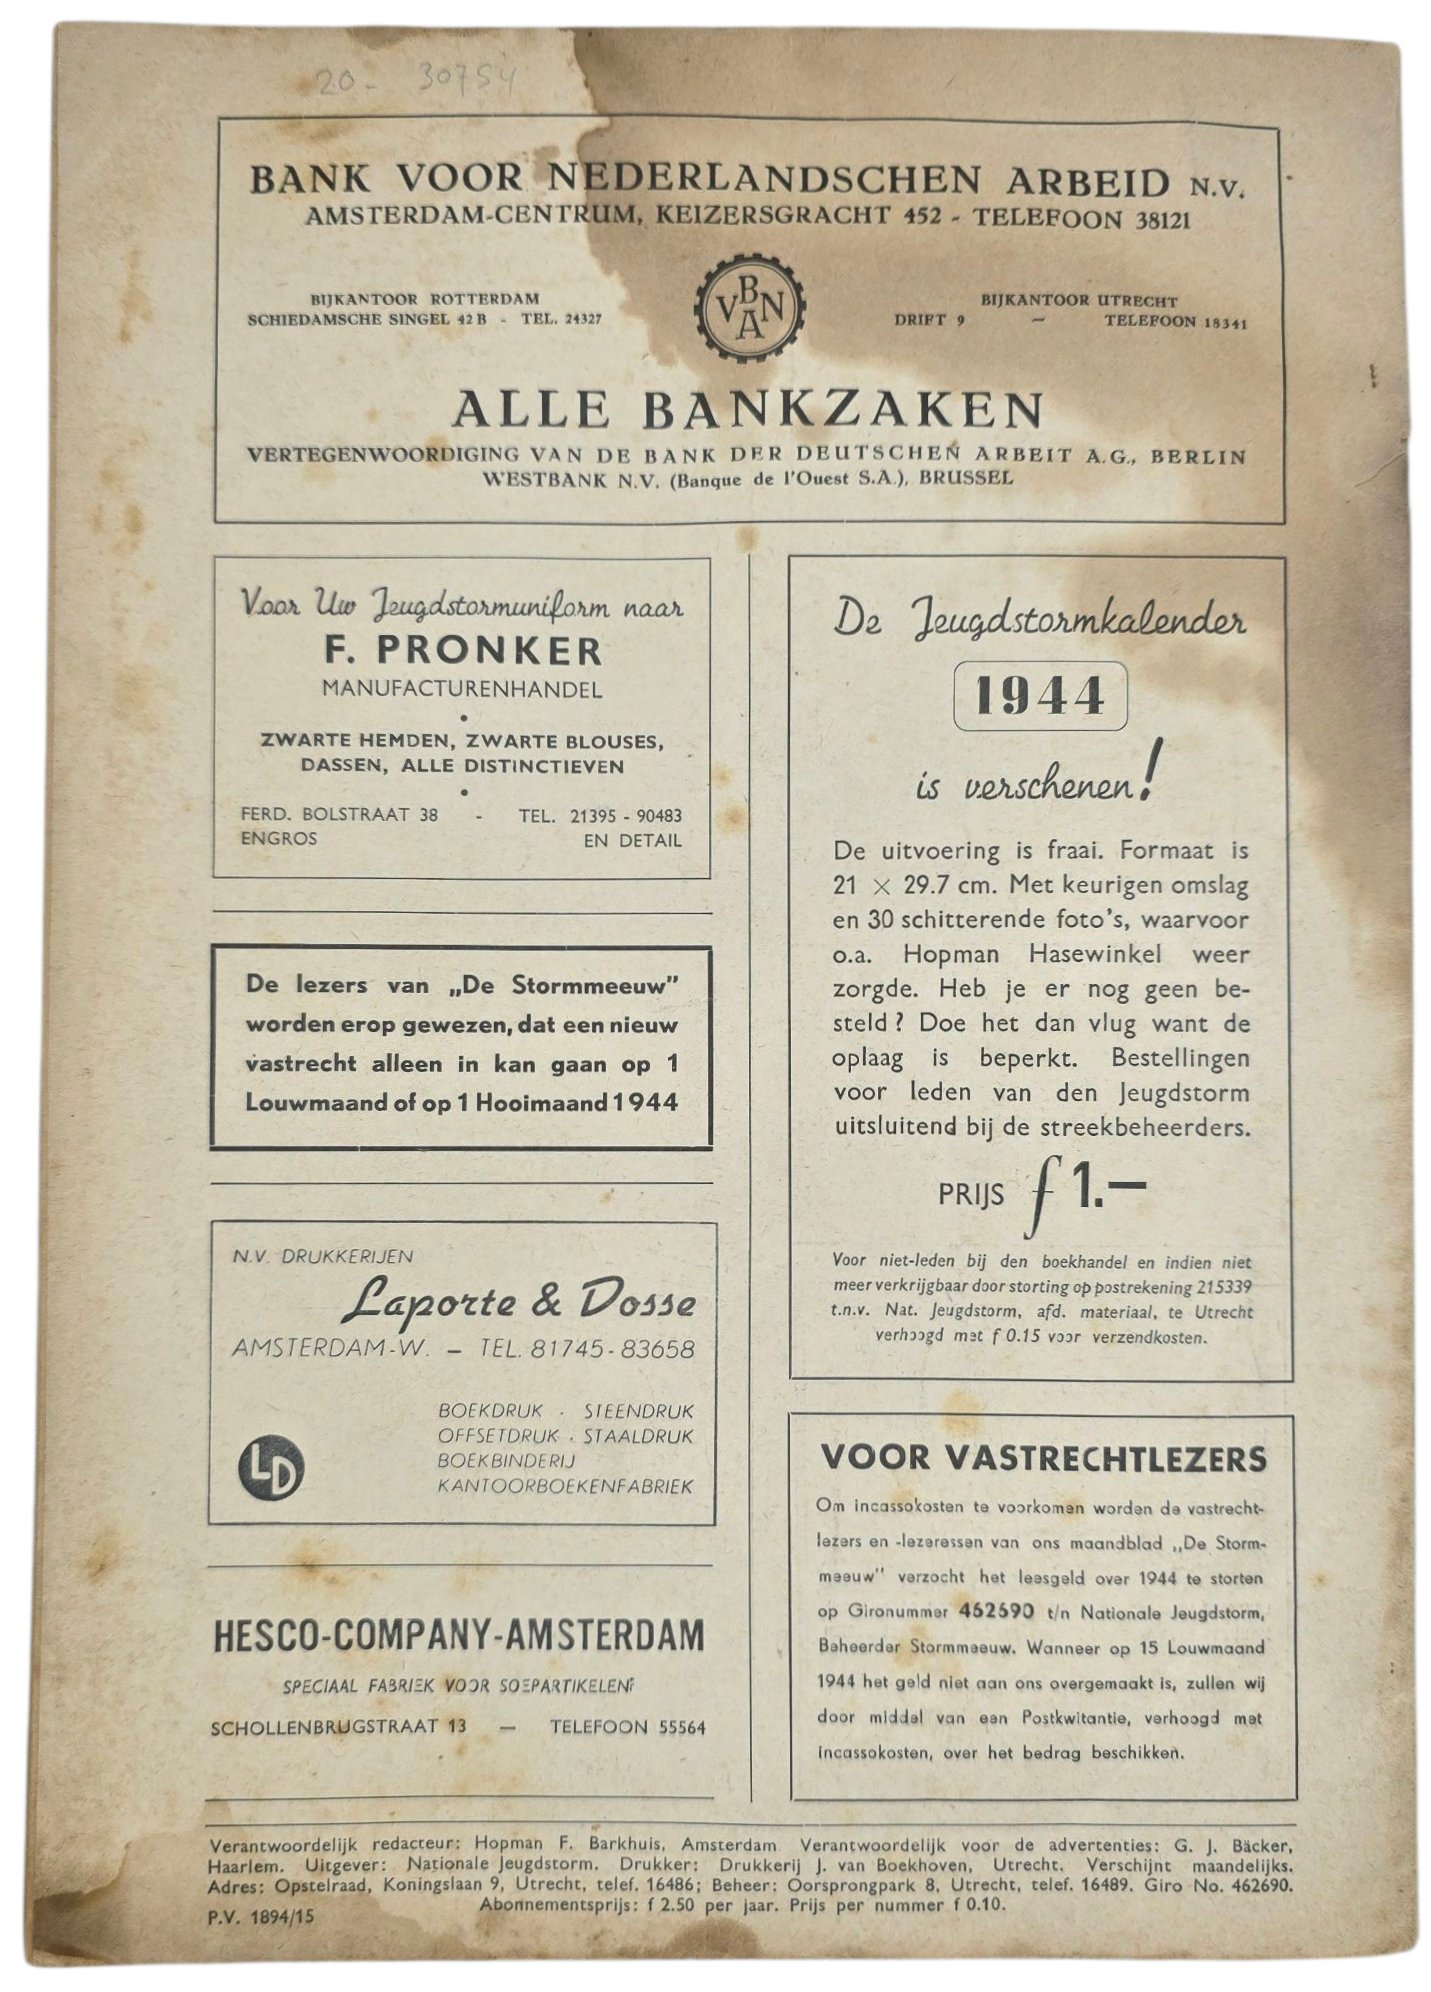 20- 30754
BANK VOOR NEDERLANDSCHEN ARBEID N.V.
AMSTERDAM-CENTRUM, KEIZERSGRACHT 452 - TELEFOON 38121
BIJKANTOOR ROTTERDAM
SCHIEDAMSCHE SINGEL 42 B - TEL. 24327
B
V N
A
BIJKANTOOR UTRECHT
DRIFT 9 — TELEFOON 18341
ALLE BANKZAKEN
VERTEGENWOORDIGING VAN DE BANK DER DEUTSCHEN ARBEIT A.G., BERLIN
WESTBANK N.V. (Banque de l'Ouest S.A.), BRUSSEL
Voor Uw Jeugdstormuniform naar
F. PRONKER
MANUFACTURENHANDEL
•
ZWARTE HEMDEN, ZWARTE BLOUSES,
DASSEN, ALLE DISTINCTIEVEN
•
FERD. BOLSTRAAT 38 - TEL. 21395 - 90483
ENGROS EN DETAIL
De lezers van „De Stormmeeuw"
worden erop gewezen, dat een nieuw
vastrecht alleen in kan gaan op 1
Louwmaand of op 1 Hooimaand 1944
N.V. DRUKKERIJEN
Laporte & Dosse
AMSTERDAM-W. — TEL. 81745-83658
BOEKDRUK · STEENDRUK
OFFSETDRUK · STAALDRUK
BOEKBINDERIJ
KANTOORBOEKENFABRIEK
LD
HESCO-COMPANY-AMSTERDAM
SPECIAAL FABRIEK VOOR SOEPARTIKELEN
SCHOLLENBRUGSTRAAT 13 — TELEFOON 55564
De Jeugdstormkalender
1944
is verschenen!
De uitvoering is fraai. Formaat is
21 × 29.7 cm. Met keurigen omslag
en 30 schitterende foto's, waarvoor
o.a. Hopman Hasewinkel weer
zorgde. Heb je er nog geen be-
steld? Doe het dan vlug want de
oplaag is beperkt. Bestellingen
voor leden van den Jeugdstorm
uitsluitend bij de streekbeheerders.
PRIJS f 1.—
Voor niet-leden bij den boekhandel en indien niet
meer verkrijgbaar door storting op postrekening 215339
t.n.v. Nat. Jeugdstorm, afd. materiaal, te Utrecht
verhoogd met f 0.15 voor verzendkosten.
VOOR VASTRECHTLEZERS
Om incassokosten te voorkomen worden de vastrecht-
lezers en -lezeressen van ons maandblad „De Storm-
meeuw" verzocht het leesgeld over 1944 te storten
op Gironummer 462690 t/n Nationale Jeugdstorm,
Beheerder Stormmeeuw. Wanneer op 15 Louwmaand
1944 het geld niet aan ons overgemaakt is, zullen wij
door middel van een Postkwitantie, verhoogd met
incassokosten, over het bedrag beschikken.
Verantwoordelijk redacteur: Hopman F. Barkhuis, Amsterdam Verantwoordelijk voor de advertenties: G. J. Bäcker,
Haarlem. Uitgever: Nationale Jeugdstorm. Drukker: Drukkerij J. van Boekhoven, Utrecht. Verschijnt maandelijks.
Adres: Opstelraad, Koningslaan 9, Utrecht, telef. 16486; Beheer: Oorsprongpark 8, Utrecht, telef. 16489. Giro No. 462690.
Abonnementsprijs: f 2.50 per jaar. Prijs per nummer f 0.10.
P.V. 1894/15